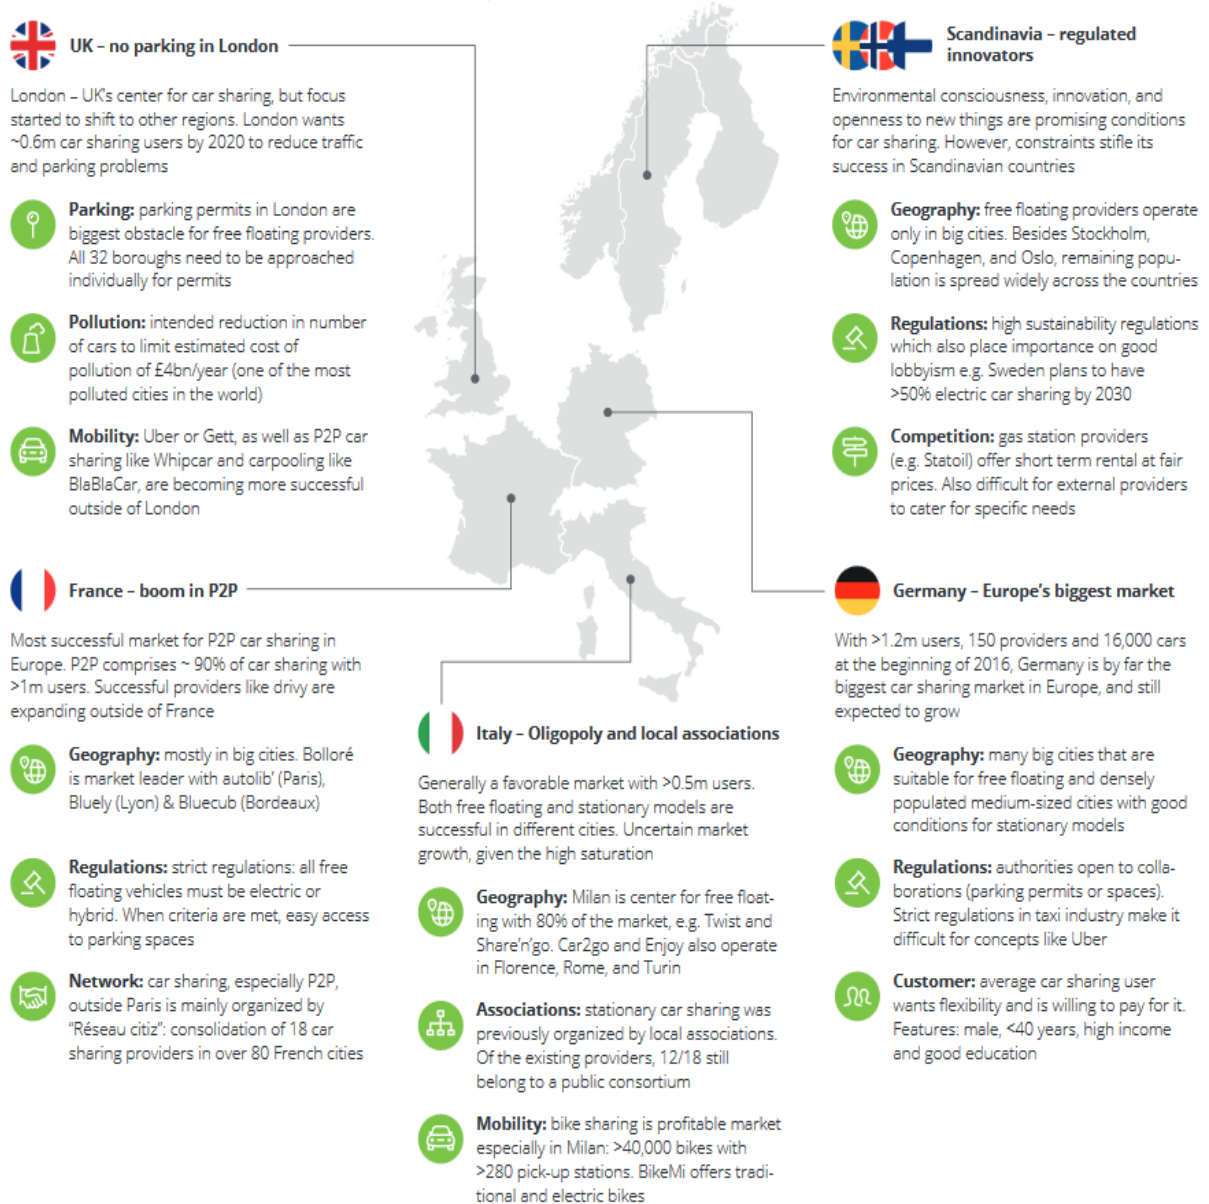 UK – no parking in London
London – UK's center for car sharing, but focus
started to shift to other regions. London wants
~0.6m car sharing users by 2020 to reduce traffic
and parking problems
Parking: parking permits in London are
biggest obstacle for free floating providers.
All 32 boroughs need to be approached
individually for permits
Pollution: intended reduction in number
of cars to limit estimated cost of
pollution of £4bn/year (one of the most
polluted cities in the world)
Mobility: Uber or Gett, as well as P2P car
sharing like Whipcar and carpooling like
BlaBlaCar, are becoming more successful
outside of London
Scandinavia – regulated
innovators
Environmental consciousness, innovation, and
openness to new things are promising conditions
for car sharing. However, constraints stifle its
success in Scandinavian countries
Geography: free floating providers operate
only in big cities. Besides Stockholm,
Copenhagen, and Oslo, remaining popu-
lation is spread widely across the countries
Regulations: high sustainability regulations
which also place importance on good
lobbyism e.g. Sweden plans to have
>50% electric car sharing by 2030
Competition: gas station providers
(e.g. Statoil) offer short term rental at fair
prices. Also difficult for external providers
to cater for specific needs
France – boom in P2P
Most successful market for P2P car sharing in
Europe. P2P comprises ~ 90% of car sharing with
>1m users. Successful providers like drivy are
expanding outside of France
Geography: mostly in big cities. Bolloré
is market leader with autolib' (Paris),
Bluely (Lyon) & Bluecub (Bordeaux)
Regulations: strict regulations: all free
floating vehicles must be electric or
hybrid. When criteria are met, easy access
to parking spaces
Network: car sharing, especially P2P,
outside Paris is mainly organized by
"Réseau citiz": consolidation of 18 car
sharing providers in over 80 French cities
Italy – Oligopoly and local associations
Generally a favorable market with >0.5m users.
Both free floating and stationary models are
successful in different cities. Uncertain market
growth, given the high saturation
Geography: Milan is center for free float-
ing with 80% of the market, e.g. Twist and
Share'n'go. Car2go and Enjoy also operate
in Florence, Rome, and Turin
Associations: stationary car sharing was
previously organized by local associations.
Of the existing providers, 12/18 still
belong to a public consortium
Mobility: bike sharing is profitable market
especially in Milan: >40,000 bikes with
>280 pick-up stations. BikeMi offers tradi-
tional and electric bikes
Germany – Europe's biggest market
With >1.2m users, 150 providers and 16,000 cars
at the beginning of 2016, Germany is by far the
biggest car sharing market in Europe, and still
expected to grow
Geography: many big cities that are
suitable for free floating and densely
populated medium-sized cities with good
conditions for stationary models
Regulations: authorities open to colla-
borations (parking permits or spaces).
Strict regulations in taxi industry make it
difficult for concepts like Uber
Customer: average car sharing user
wants flexibility and is willing to pay for it.
Features: male, <40 years, high income
and good education